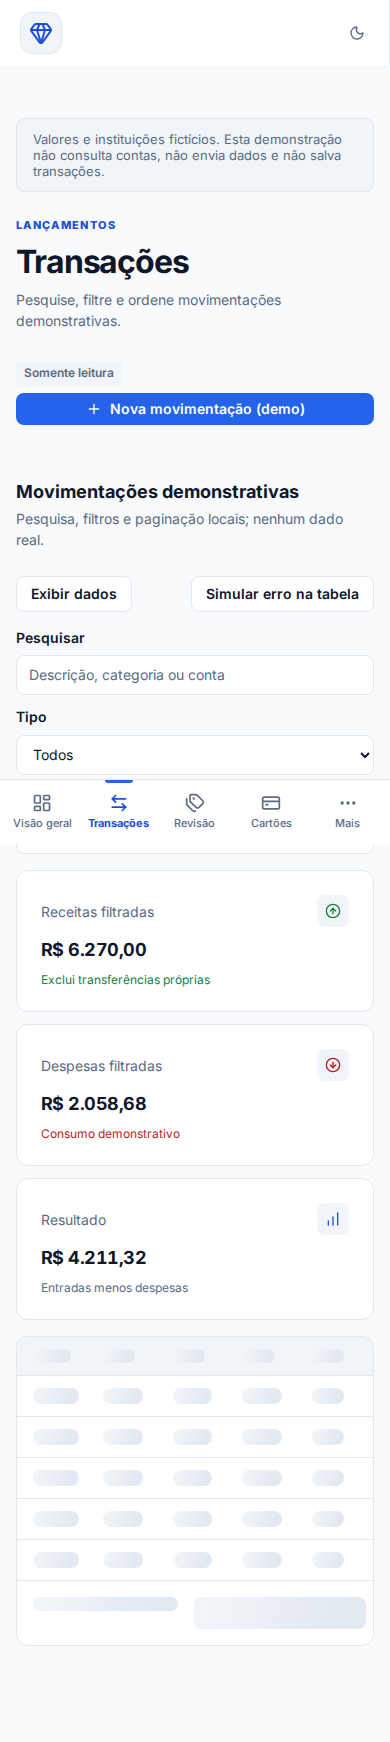 Valores e instituições fictícios. Esta demonstração
não consulta contas, não envia dados e não salva
transações.
LANÇAMENTOS
Transações
Pesquise, filtre e ordene movimentações
demonstrativas.
Somente leitura
Nova movimentação (demo)
Movimentações demonstrativas
Pesquisa, filtros e paginação locais; nenhum dado
real.
Exibir dados
Simular erro na tabela
Pesquisar
Descrição, categoria ou conta
Tipo
Todos
Visão geral
Transações
Revisão
Cartões
Mais
Receitas filtradas
R$ 6.270,00
Exclui transferências próprias
Despesas filtradas
R$ 2.058,68
Consumo demonstrativo
Resultado
R$ 4.211,32
Entradas menos despesas